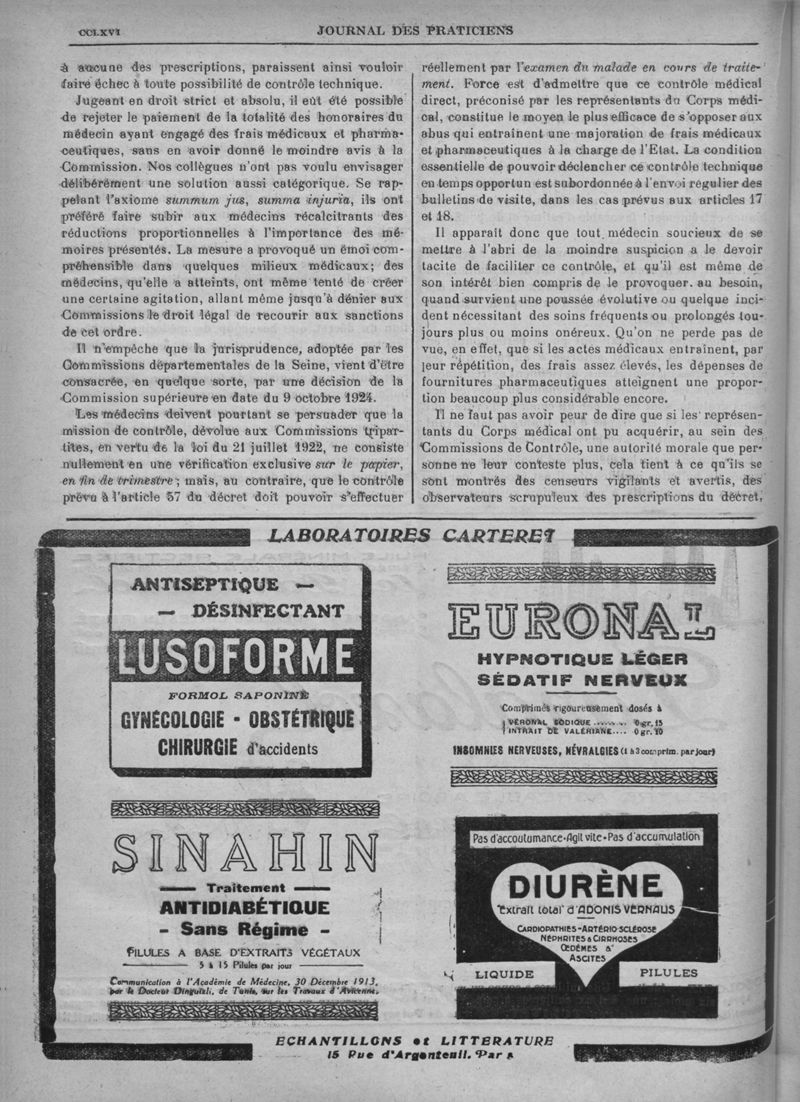 CCLXVI
JOURNAL DES PRATICIENS
à aucune des prescriptions, paraissent ainsi vouloir
faire échec à toute possibilité de contrôle technique.
Jugeant en droit strict et absolu, il eût été possible
de rejeter le paiement de la totalité des honoraires du
médecin ayant engagé des frais médicaux et pharma-
ceutiques, sans en avoir donné le moindre avis à la
Commission. Nos collègues n'ont pas voulu envisager
délibérément une solution aussi catégorique. Se rap-
pelant l'axiome summum jus, summa injuria, ils ont
préféré faire subir aux médecins récalcitrants des
réductions proportionnelles à l'importance des mé-
moires présentés. La mesure a provoqué un émoi com-
préhensible dans quelques milieux médicaux; des
médecins, qu'elle a atteints, ont même tenté de créer
une certaine agitation, allant même jusqu'à dénier aux
Commissions le droit légal de recourir aux sanctions
de cet ordre.
Il n'empêche que la jurisprudence, adoptée par les
Commissions départementales de la Seine, vient d'être
consacrée, en quelque sorte, par une décision de la
Commission supérieure en date du 9 octobre 1924.
Les médecins doivent pourtant se persuader que la
mission de contrôle, dévolue aux Commissions tripar-
tites, en vertu de la loi du 21 juillet 1922, ne consiste
nullement en une vérification exclusive sur le papier,
en fin de trimestre; mais, au contraire, que le contrôle
prévu à l'article 57 du décret doit pouvoir s'effectuer
réellement par l'examen du malade en cours de traite-
ment. Force est d'admettre que ce contrôle médical
direct, préconisé par les représentants du Corps médi-
cal, constitue le moyen le plus efficace de s'opposer aux
abus qui entraînent une majoration de frais médicaux
et pharmaceutiques à la charge de l'Etat. La condition
essentielle de pouvoir déclencher ce contrôle technique
en temps opportun est subordonnée à l'envoi régulier des
bulletins de visite, dans les cas prévus aux articles 17
et 18.
Il apparaît donc que tout médecin soucieux de se
mettre à l'abri de la moindre suspicion a le devoir
tacite de faciliter ce contrôle, et qu'il est même de
son intérêt bien compris de le provoquer. au besoin,
quand survient une poussée évolutive ou quelque inci-
dent nécessitant des soins fréquents ou prolongés tou-
jours plus ou moins onéreux. Qu'on ne perde pas de
vue, en effet, que si les actes médicaux entraînent, par
leur répétition, des frais assez élevés, les dépenses de
fournitures pharmaceutiques atteignent une propor-
tion beaucoup plus considérable encore.
Il ne faut pas avoir peur de dire que si les représen-
tants du Corps médical ont pu acquérir, au sein des
Commissions de Contrôle, une autorité morale que per-
sonne ne leur conteste plus, cela tient à ce qu'ils se
sont montrés des censeurs vigilants et avertis, des
observateurs scrupuleux des prescriptions du décret,
LABORATOIRES CARTERET
ANTISEPTIQUE —
— DÉSINFECTANT
LUSOFORME
FORMOL SAPONINÉ
GYNÉCOLOGIE - OBSTÉTRIQUE
CHIRURGIE d'accidents
EURONAL
HYPNOTIQUE LÉGER
SÉDATIF NERVEUX
Comprimés rigoureusement dosés à
VÉRONAL SODIQUE ....... 0 gr. 15
INTRAIT DE VALÉRIANE.... 0 gr. 10
INSOMNIES NERVEUSES, NÉVRALGIES (1 à 3 comprim. par jour)
SINAHIN
Traitement
ANTIDIABÉTIQUE
- Sans Régime -
PILULES A BASE D'EXTRAITS VÉGÉTAUX
5 à 15 Pilules par jour
Communication à l'Académie de Médecine, 30 Décembre 1913,
par le Docteur Dinguizli, de Tunis, sur les Travaux d'Avicenne.
Pas d'accoutumance-Agit vite-Pas d'accumulation
DIURÈNE
Extrait total d'ADONIS VERNALIS
CARDIOPATHIES - ARTÉRIO SCLÉROSE
NÉPHRITES & CIRRHOSES
ŒDÈMES &
ASCITES
LIQUIDE
PILULES
ECHANTILLONS et LITTERATURE
15 Rue d'Argenteuil. Par s